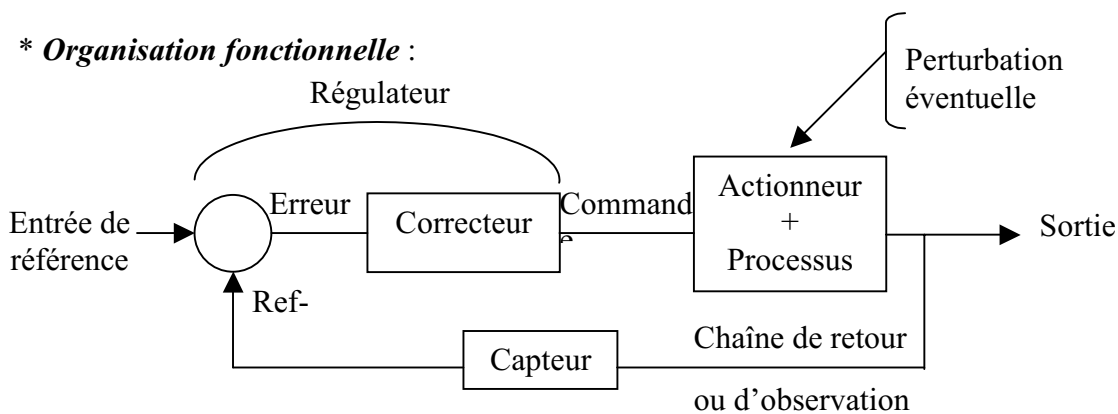 * Organisation fonctionnelle :
Perturbation
éventuelle
Régulateur
Entrée de
référence
Erreur
Correcteur
Command
e
Actionneur
+
Processus
Sortie
Ref-
Capteur
Chaîne de retour
ou d’observation